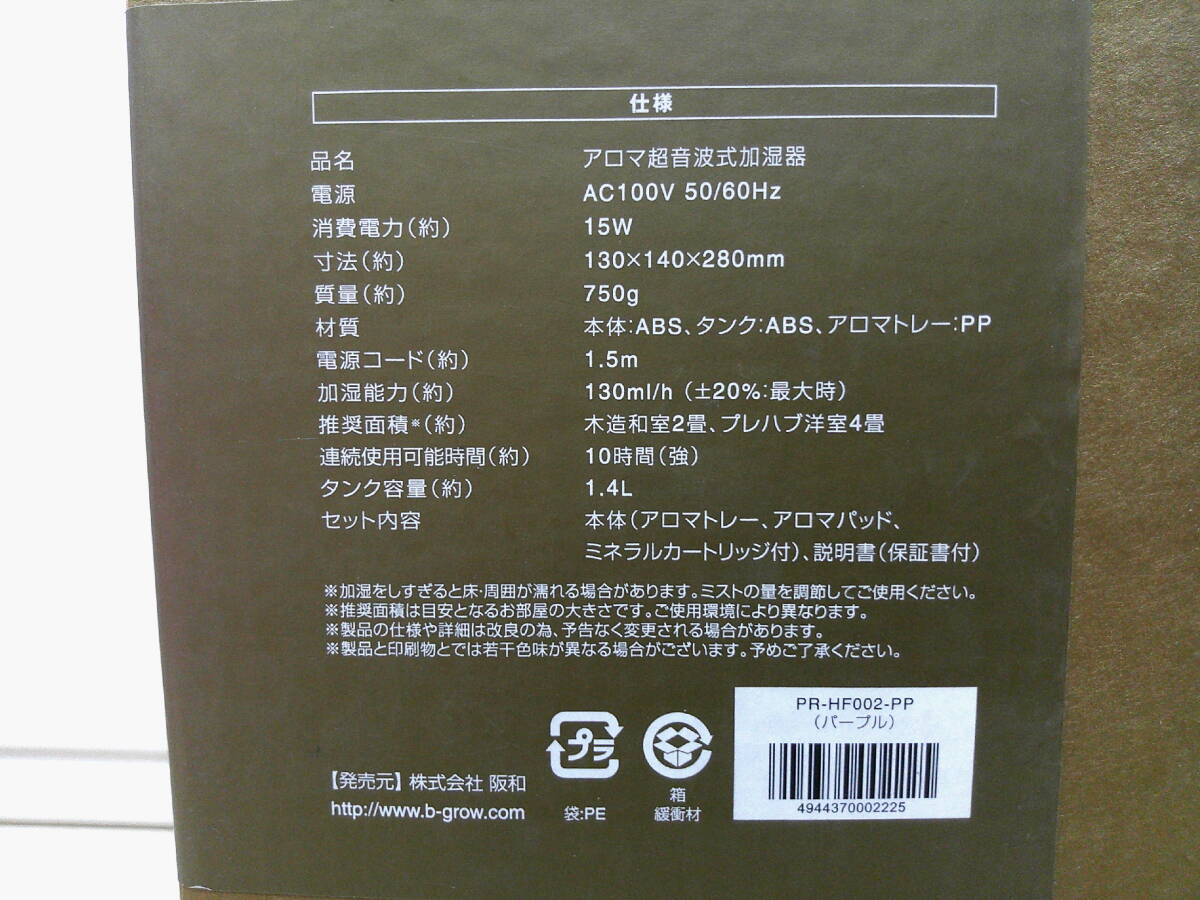 仕様
品名 アロマ超音波式加湿器
電源 AC100V 50/60Hz
消費電力(約) 15W
寸法(約) 130×140×280mm
質量(約) 750g
材質 本体:ABS、タンク:ABS、アロマトレー:PP
電源コード(約) 1.5m
加湿能力(約) 130ml/h (±20%:最大時)
推奨面積※(約) 木造和室2畳、プレハブ洋室4畳
連続使用可能時間(約) 10時間(強)
タンク容量(約) 1.4L
セット内容 本体(アロマトレー、アロマパッド、
ミネラルカートリッジ付)、説明書(保証書付)
※加湿をしすぎると床・周囲が濡れる場合があります。ミストの量を調節してご使用ください。
※推奨面積は目安となるお部屋の大きさです。ご使用環境により異なります。
※製品の仕様や詳細は改良の為、予告なく変更される場合があります。
※製品と印刷物とでは若干色味が異なる場合がございます。予めご了承ください。
【発売元】株式会社 阪和
http://www.b-grow.com
プラ
袋:PE
箱
緩衝材
PR-HF002-PP
(パープル)
4944370002225